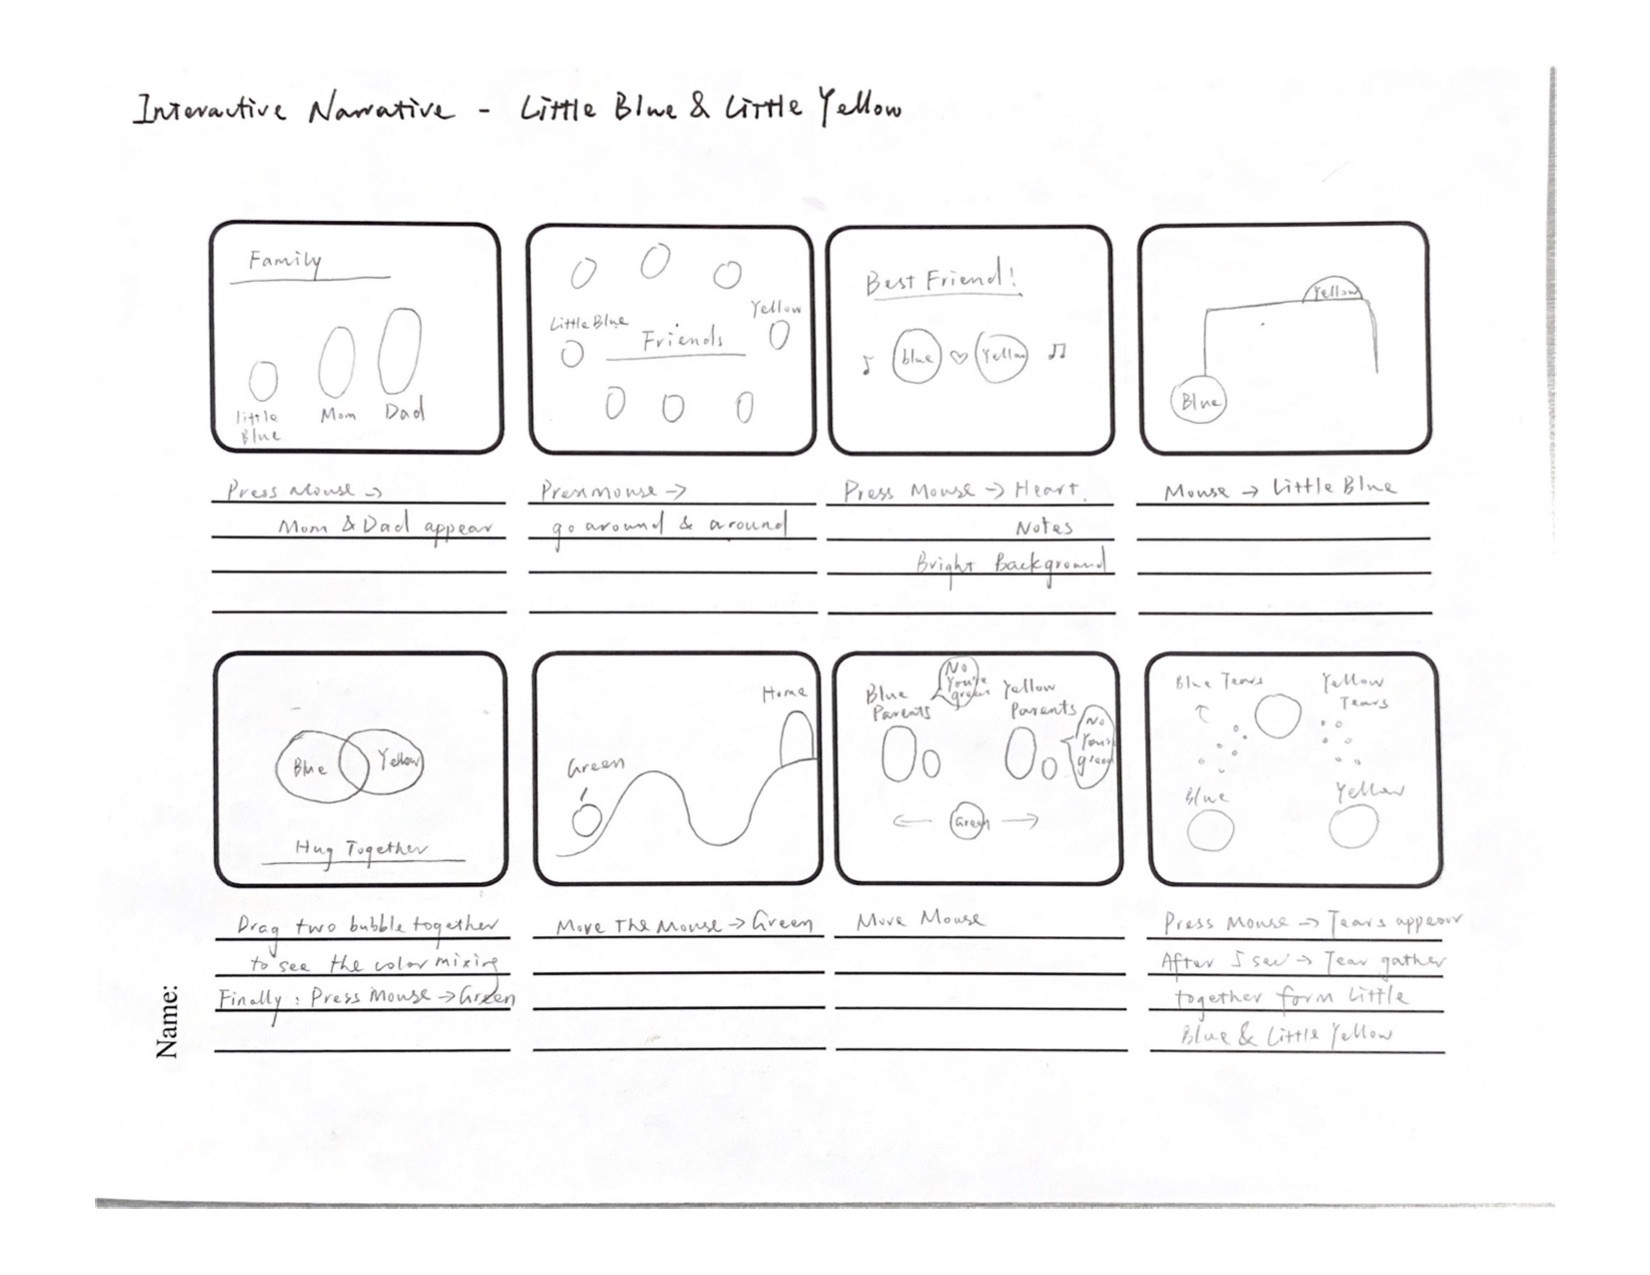 Interactive Narrative - Little Blue & Little Yellow
Family
little
Blue
Mom
Dad
Press Mouse →
Mom & Dad appear
Little Blue
Yellow
Friends
Press mouse →
go around & around
Best Friend!
blue
Yellow
Press Mouse → Heart.
Notes
Bright Background
Yellow
Blue
Mouse → Little Blue
Blue
Yellow
Hug Together
Drag two bubble together
to see the color mixing
Finally : Press Mouse → Green
Green
Home
Move The Mouse → Green
Blue
Parents
No
You're
green
Yellow
Parents
No
You're
green
Green
Move Mouse
Blue Tears
Yellow
Tears
Blue
Yellow
Press Mouse → Tears appear
After 5 sec → Tear gather
together form Little
Blue & Little Yellow
Name: